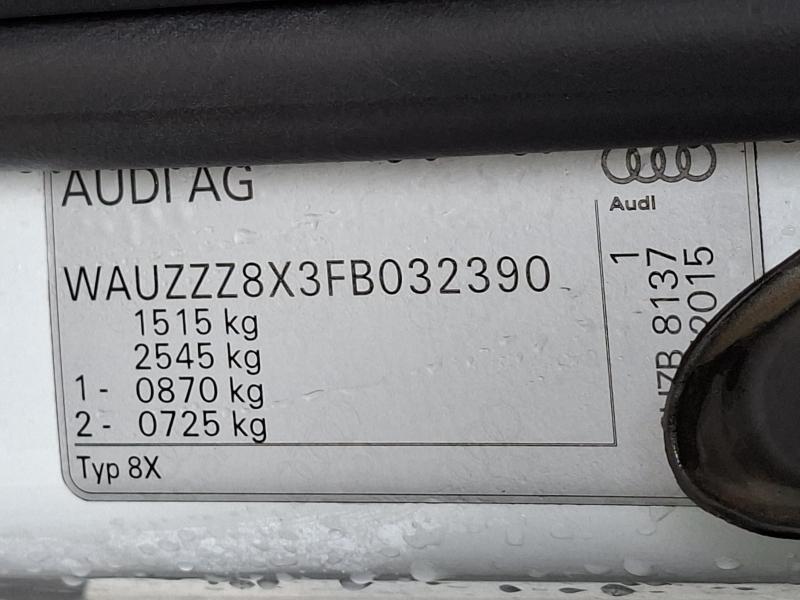 AUDI AG
Audi
WAUZZZ8X3FB032390
1515 kg
2545 kg
1 - 0870 kg
2 - 0725 kg
Typ 8X
1
8137
2015